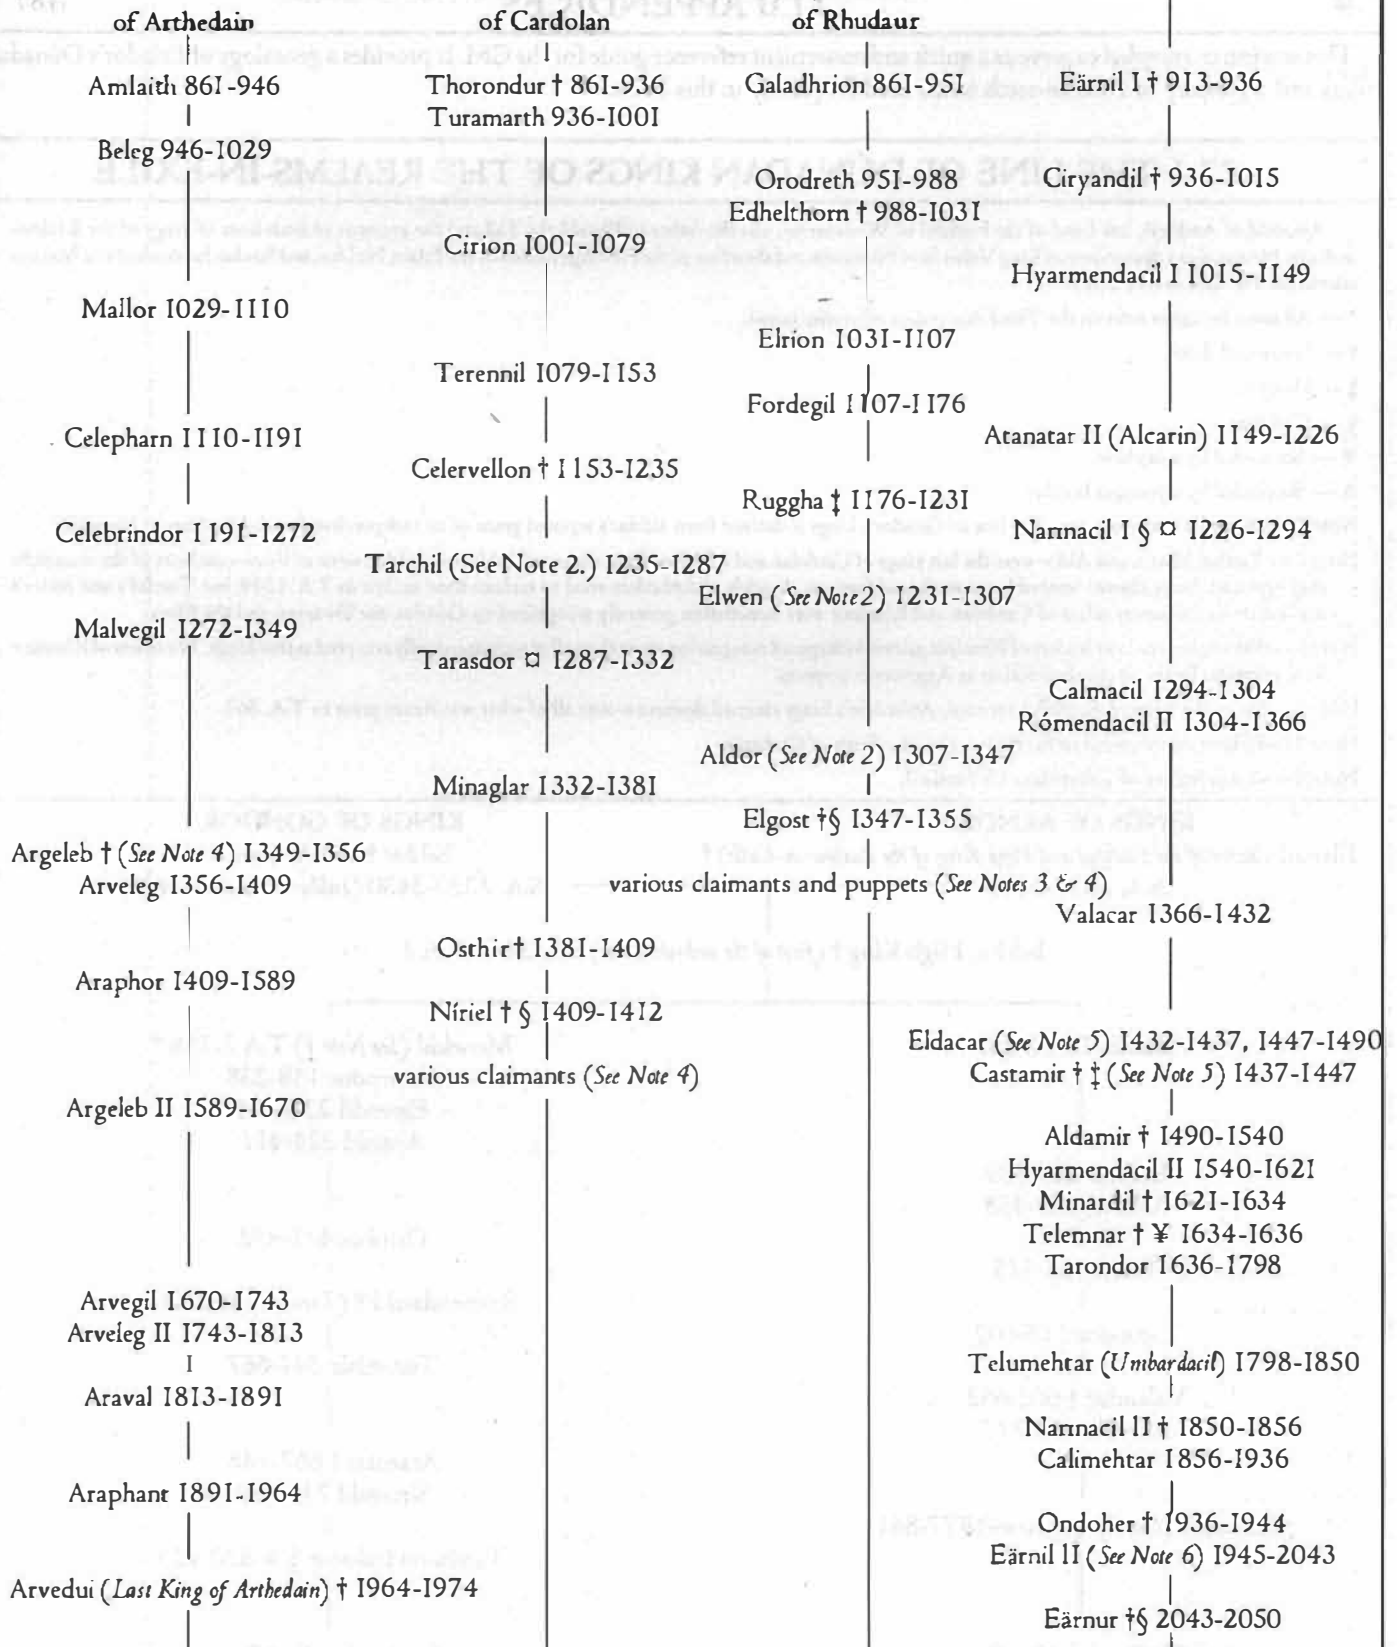 of Arthedain
Amlaith 861-946
Beleg 946-1029
Mallor 1029-1110
Celepharn 1110-1191
Celebrindor 1191-1272
Malvegil 1272-1349
Argeleb † (See Note 4) 1349-1356
Arveleg 1356-1409
Araphor 1409-1589
Argeleb II 1589-1670
Arvegil 1670-1743
Arveleg II 1743-1813
Araval 1813-1891
Araphant 1891-1964
Arvedui (Last King of Arthedain) † 1964-1974
of Cardolan
Thorondur † 861-936
Turamarth 936-1001
Cirion 1001-1079
Terennil 1079-1153
Celervellon † 1153-1235
Tarcil (See Note 2) 1235-1287
Tarasdor ¤ 1287-1332
Minaglar 1332-1381
Osthir† 1381-1409
Níriel † § 1409-1412
various claimants (See Note 4)
of Rhudaur
Galadhrion 861-951
Orodreth 951-988
Edhelthorn † 988-1031
Elrion 1031-1107
Fordegil 1107-1176
Ruggha ‡ 1176-1231
Elwen (See Note 2) 1231-1307
Aldor (See Note 2) 1307-1347
Elgost †§ 1347-1355
various claimants and puppets (See Notes 3 & 4)
Eärnil I † 913-936
Ciryandil † 936-1015
Hyarmendacil I 1015-1149
Atanatar II (Alcarin) 1149-1226
Narmacil I § ¤ 1226-1294
Calmacil 1294-1304
Rómendacil II 1304-1366
Valacar 1366-1432
Eldacar (See Note 5) 1432-1437, 1447-1490
Castamir † ‡ (See Note 5) 1437-1447
Aldamir † 1490-1540
Hyarmendacil II 1540-1621
Minardil † 1621-1634
Telemnar † ¥ 1634-1636
Tarondor 1636-1798
Telumehtar (Umbardacil) 1798-1850
Narmacil II † 1850-1856
Calimehtar 1856-1936
Ondoher † 1936-1944
Eärnil II (See Note 6) 1945-2043
Eärnur †§ 2043-2050